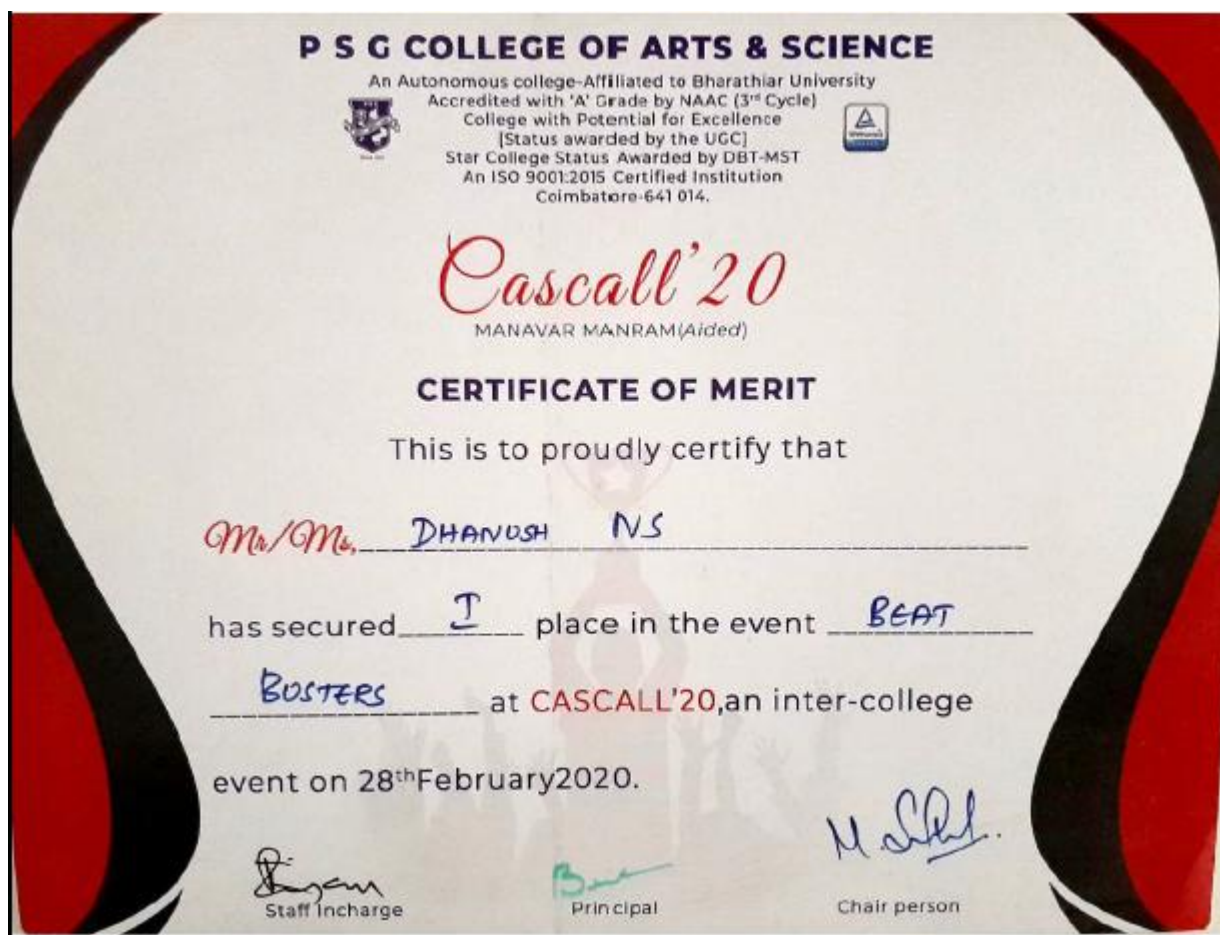 P S G COLLEGE OF ARTS & SCIENCE
An Autonomous college-Affiliated to Bharathiar University
Accredited with 'A' Grade by NAAC (3rd Cycle)
College with Potential for Excellence
[Status awarded by the UGC]
Star College Status Awarded by DBT-MST
An ISO 9001:2015 Certified Institution
Coimbatore-641 014.
Cascall'20
MANAVAR MANRAM(Aided)
CERTIFICATE OF MERIT
This is to proudly certify that
Mr/Ms, DHANUSH NS
has secured I place in the event BEAT
BUSTERS at CASCALL'20,an inter-college
event on 28thFebruary2020.
Staff Incharge Principal Chair person